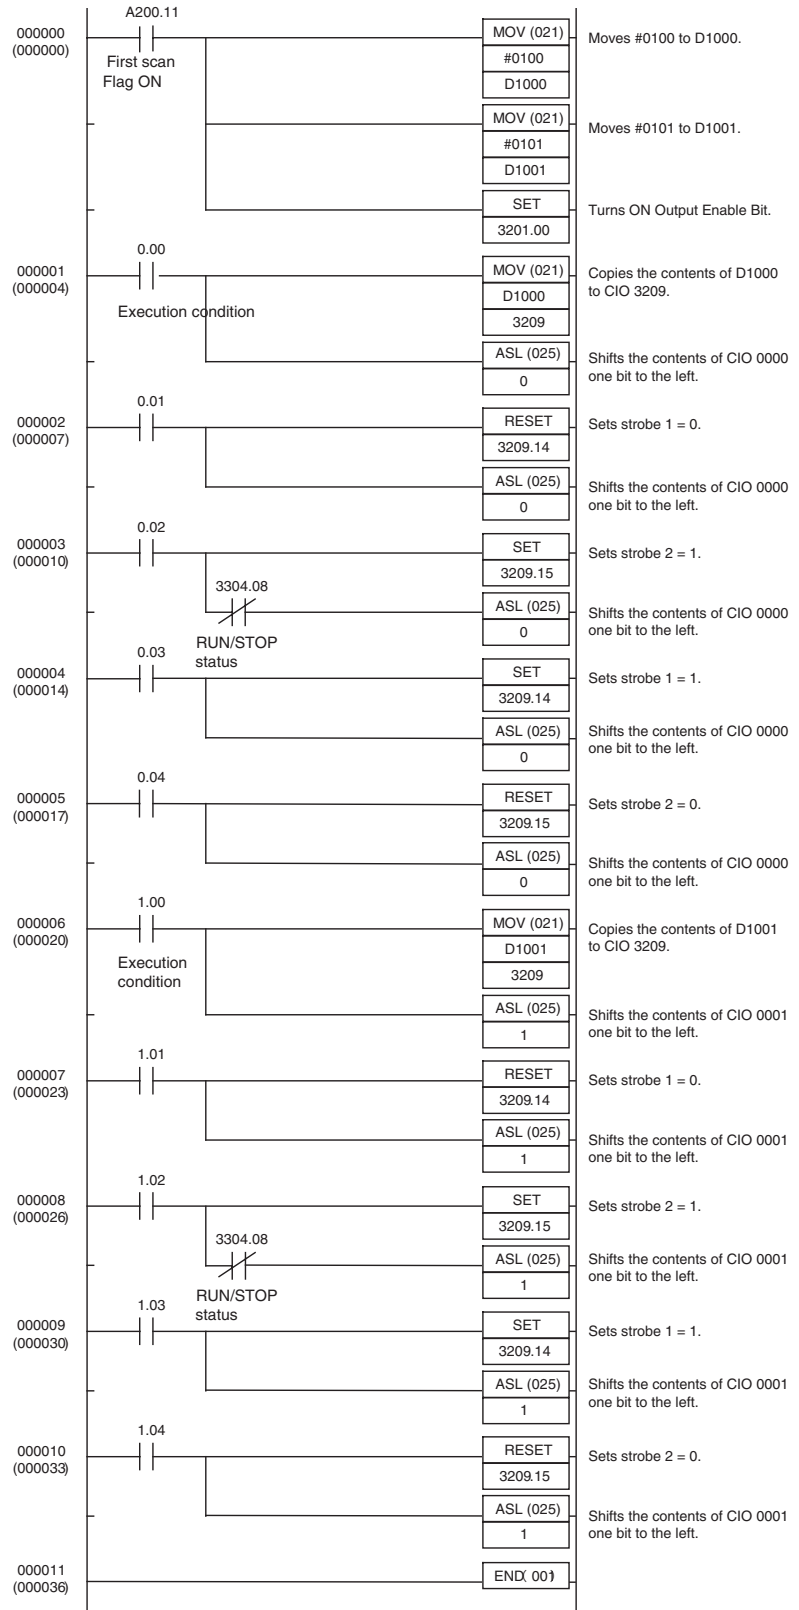 A200.11
000000
(000000)
First scan
Flag ON
MOV (021)
#0100
D1000
Moves #0100 to D1000.
MOV (021)
#0101
D1001
Moves #0101 to D1001.
SET
3201.00
Turns ON Output Enable Bit.
0.00
000001
(000004)
Execution condition
MOV (021)
D1000
3209
Copies the contents of D1000
to CIO 3209.
ASL (025)
0
Shifts the contents of CIO 0000
one bit to the left.
0.01
000002
(000007)
RESET
3209.14
Sets strobe 1 = 0.
ASL (025)
0
Shifts the contents of CIO 0000
one bit to the left.
0.02
000003
(000010)
SET
3209.15
Sets strobe 2 = 1.
3304.08
RUN/STOP
status
ASL (025)
0
Shifts the contents of CIO 0000
one bit to the left.
0.03
000004
(000014)
SET
3209.14
Sets strobe 1 = 1.
ASL (025)
0
Shifts the contents of CIO 0000
one bit to the left.
0.04
000005
(000017)
RESET
3209.15
Sets strobe 2 = 0.
ASL (025)
0
Shifts the contents of CIO 0000
one bit to the left.
1.00
000006
(000020)
Execution
condition
MOV (021)
D1001
3209
Copies the contents of D1001
to CIO 3209.
ASL (025)
1
Shifts the contents of CIO 0001
one bit to the left.
1.01
000007
(000023)
RESET
3209.14
Sets strobe 1 = 0.
ASL (025)
1
Shifts the contents of CIO 0001
one bit to the left.
1.02
000008
(000026)
SET
3209.15
Sets strobe 2 = 1.
3304.08
RUN/STOP
status
ASL (025)
1
Shifts the contents of CIO 0001
one bit to the left.
1.03
000009
(000030)
SET
3209.14
Sets strobe 1 = 1.
ASL (025)
1
Shifts the contents of CIO 0001
one bit to the left.
1.04
000010
(000033)
RESET
3209.15
Sets strobe 2 = 0.
ASL (025)
1
Shifts the contents of CIO 0001
one bit to the left.
000011
(000036)
END( 001)